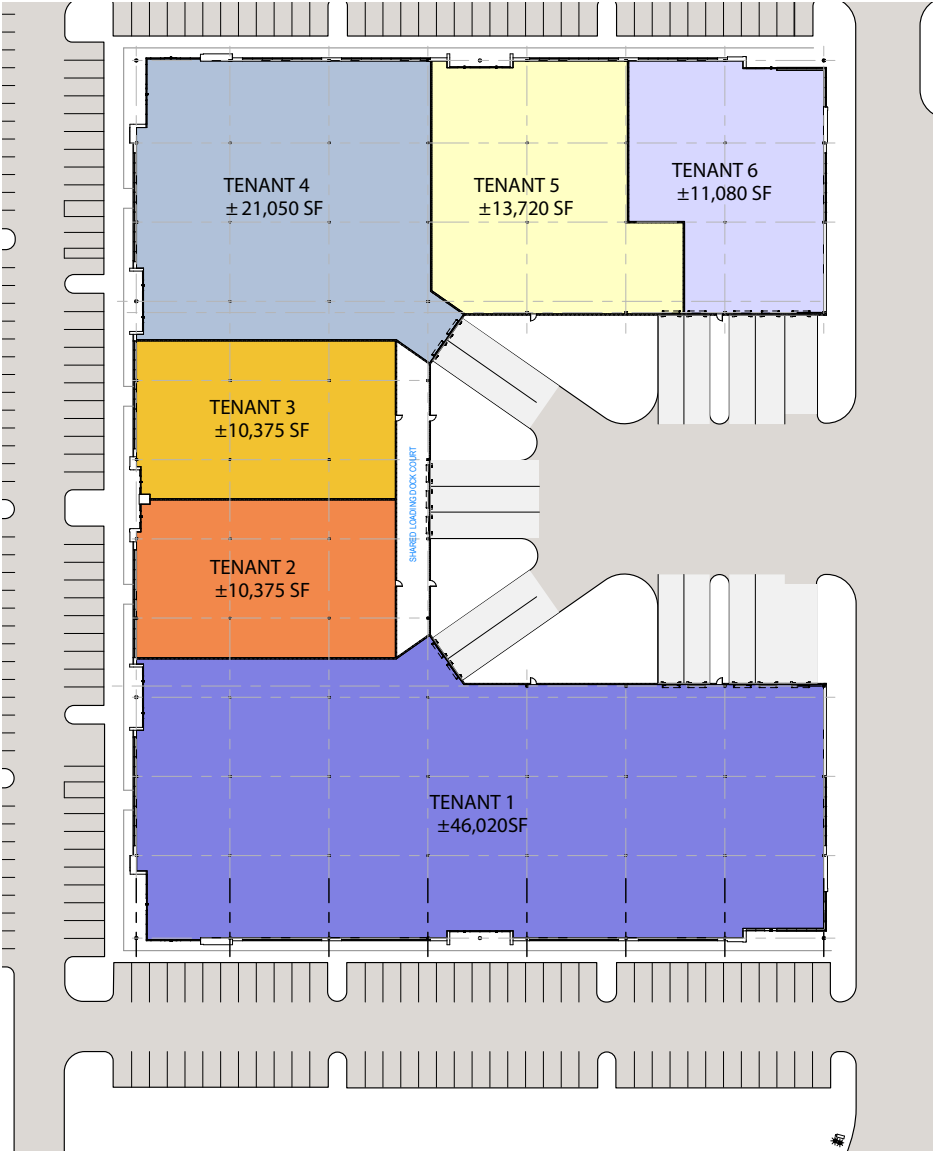 TENANT 4
± 21,050 SF
TENANT 5
±13,720 SF
TENANT 6
±11,080 SF
TENANT 3
±10,375 SF
SHARED LOADING DOCK COURT
TENANT 2
±10,375 SF
TENANT 1
±46,020SF